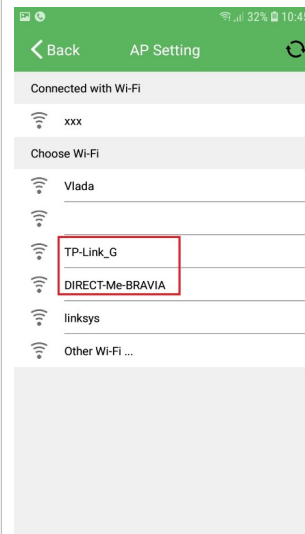 32% 10:45
Back AP Setting
Connected with Wi-Fi
xxx
Choose Wi-Fi
Vlada
TP-Link_G
DIRECT-Me-BRAVIA
linksys
Other Wi-Fi ...